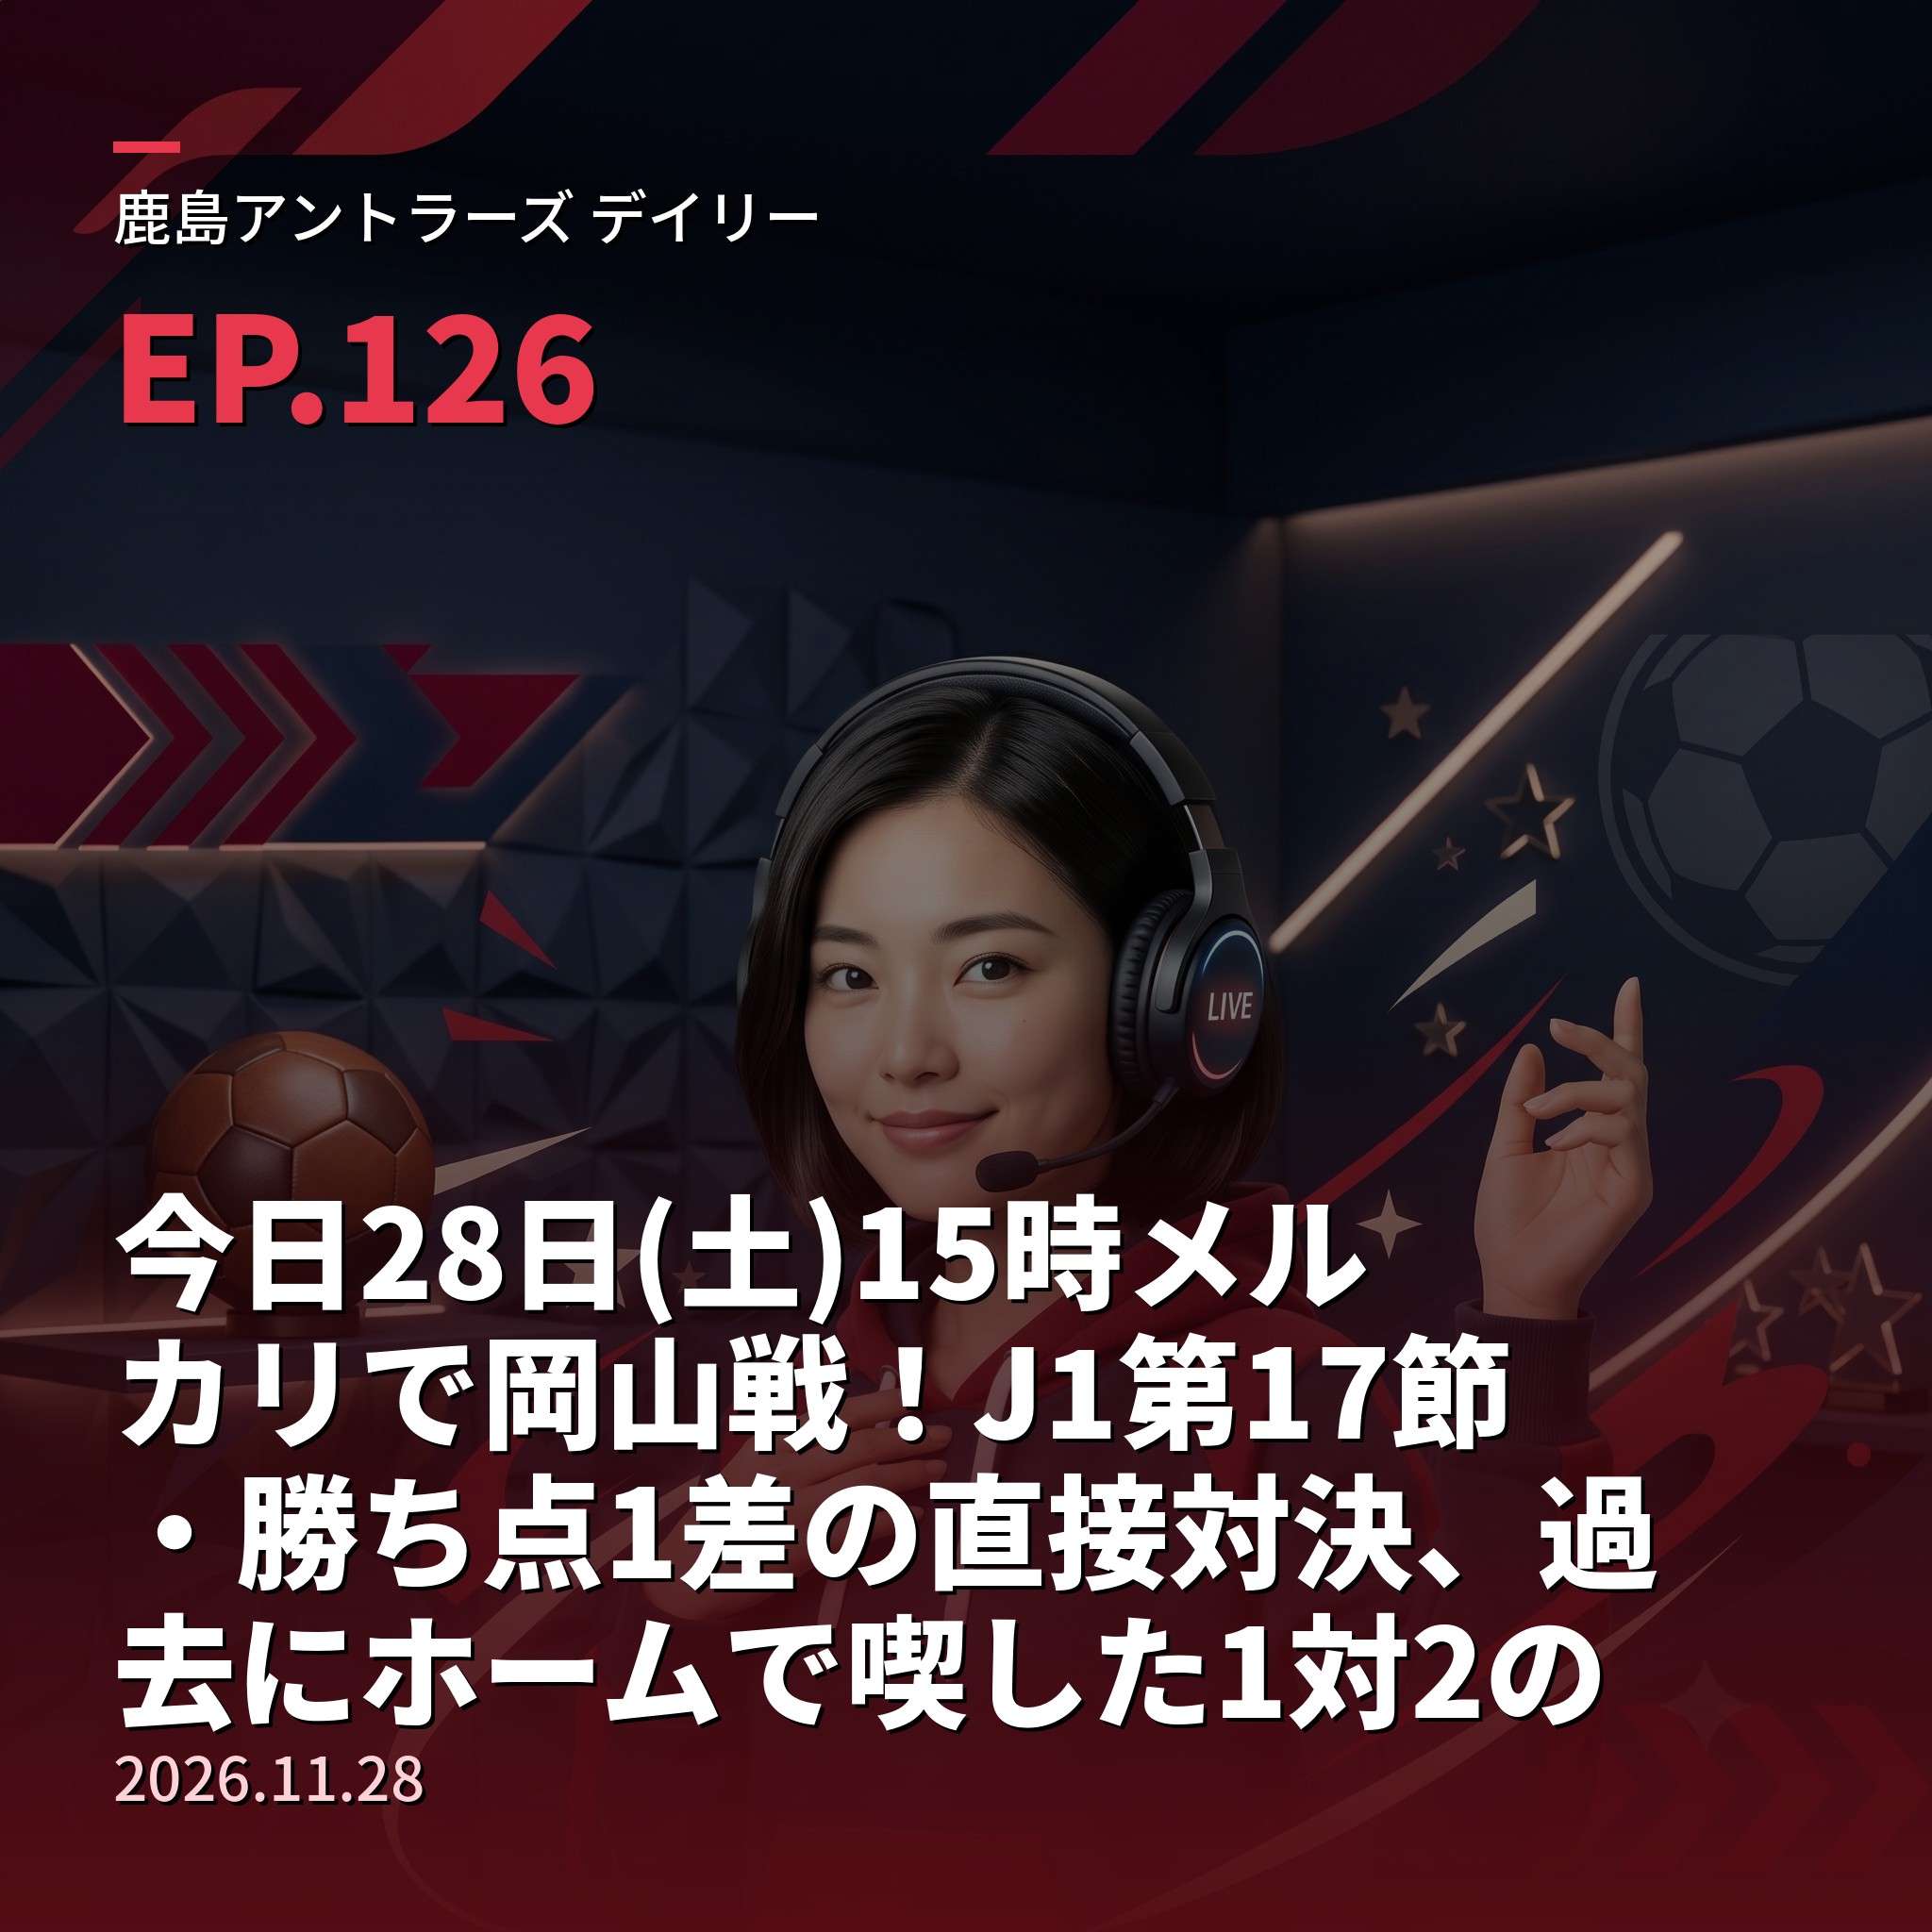 鹿島アントラーズ デイリー
EP.126
LIVE
今日28日(土)15時メル
カリで岡山戦！J1第17節
・勝ち点1差の直接対決、過
去にホームで喫した1対2の
2026.11.28